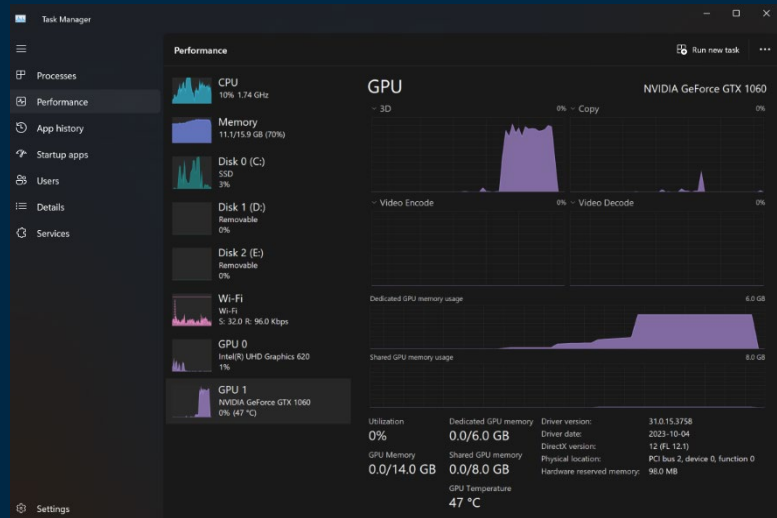 Task Manager
Performance
Run new task
Processes
Performance
App history
Startup apps
Users
Details
Services
Settings
CPU
10% 1.74 GHz
Memory
11.1/15.9 GB (70%)
Disk 0 (C:)
SSD
3%
Disk 1 (D:)
Removable
0%
Disk 2 (E:)
Removable
0%
Wi-Fi
Wi-Fi
S: 32.0 R: 96.0 Kbps
GPU 0
Intel(R) UHD Graphics 620
1%
GPU 1
NVIDIA GeForce GTX 1060
0% (47 °C)
GPU
NVIDIA GeForce GTX 1060
3D 0% Copy 0%
Video Encode 0% Video Decode 0%
Dedicated GPU memory usage 6.0 GB
Shared GPU memory usage 8.0 GB
Utilization
0%
Dedicated GPU memory
0.0/6.0 GB
GPU Memory
0.0/14.0 GB
Shared GPU memory
0.0/8.0 GB
GPU Temperature
47 °C
Driver version: 31.0.15.3758
Driver date: 2023-10-04
DirectX version: 12 (FL 12.1)
Physical location: PCI bus 2, device 0, function 0
Hardware reserved memory: 98.0 MB